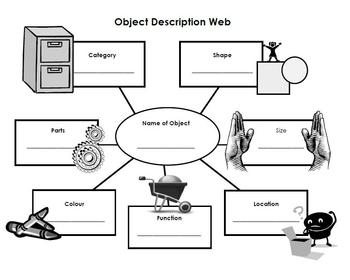 Object Description Web
Category
Shape
Parts
Name of Object
Size
Colour
Function
Location
?